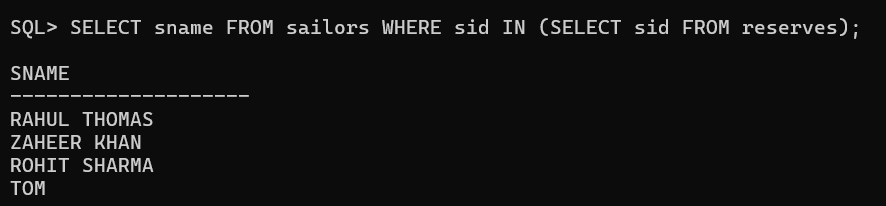 SQL> SELECT sname FROM sailors WHERE sid IN (SELECT sid FROM reserves);
SNAME
--------------------
RAHUL THOMAS
ZAHEER KHAN
ROHIT SHARMA
TOM